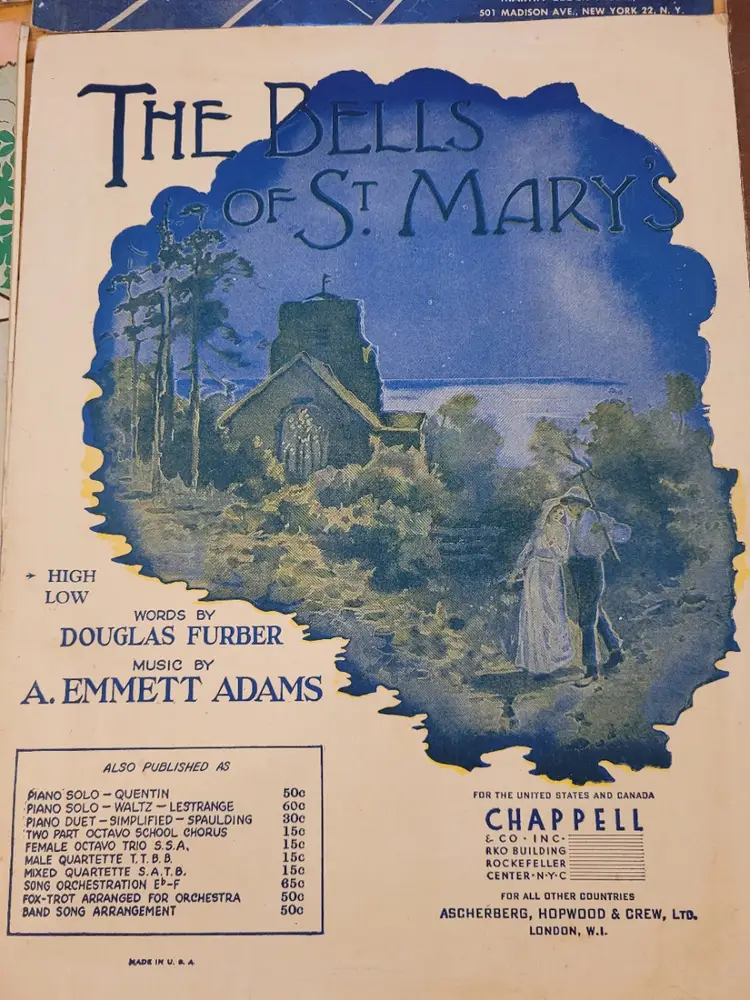 501 MADISON AVE., NEW YORK 22, N. Y.
THE BELLS
OF ST. MARY'S
HIGH
LOW
WORDS BY
DOUGLAS FURBER
MUSIC BY
A. EMMETT ADAMS
ALSO PUBLISHED AS
PIANO SOLO – QUENTIN 50c
PIANO SOLO – WALTZ – LESTRANGE 60c
PIANO DUET – SIMPLIFIED – SPAULDING 30c
TWO PART OCTAVO SCHOOL CHORUS 15c
FEMALE OCTAVO TRIO S.S.A. 15c
MALE QUARTETTE T.T.B.B. 15c
MIXED QUARTETTE S.A.T.B. 15c
SONG ORCHESTRATION E♭-F 65c
FOX-TROT ARRANGED FOR ORCHESTRA 50c
BAND SONG ARRANGEMENT 50c
MADE IN U. S. A.
FOR THE UNITED STATES AND CANADA
CHAPPELL
& CO · INC·
RKO BUILDING
ROCKEFELLER
CENTER·N·Y·C
FOR ALL OTHER COUNTRIES
ASCHERBERG, HOPWOOD & CREW, LTD.
LONDON, W.I.